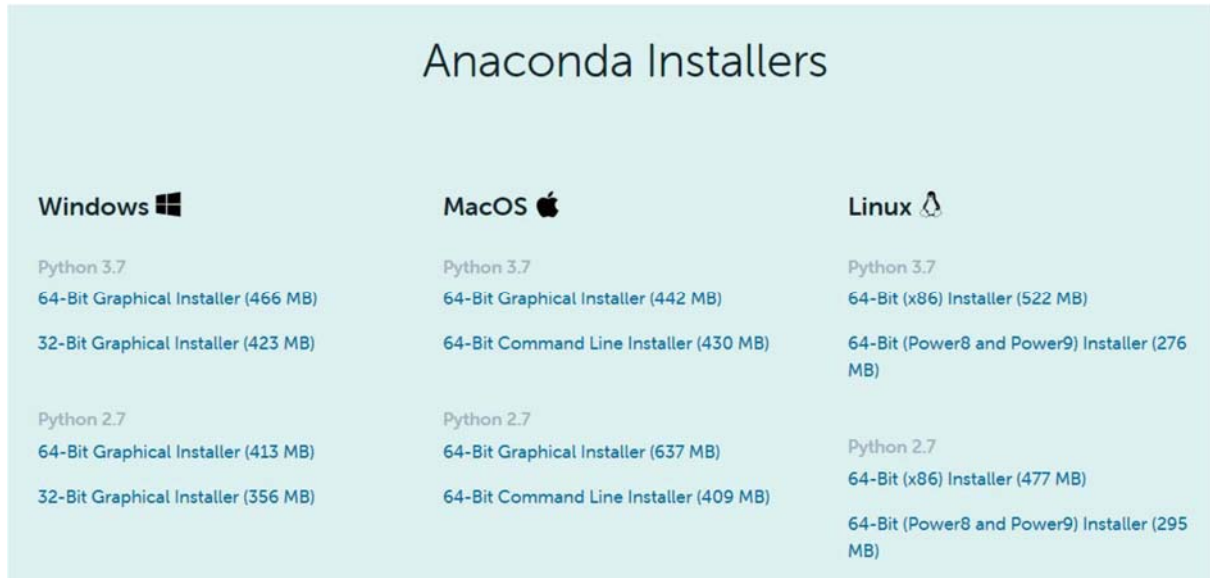 Anaconda Installers
Windows
Python 3.7
64-Bit Graphical Installer (466 MB)
32-Bit Graphical Installer (423 MB)
Python 2.7
64-Bit Graphical Installer (413 MB)
32-Bit Graphical Installer (356 MB)
MacOS
Python 3.7
64-Bit Graphical Installer (442 MB)
64-Bit Command Line Installer (430 MB)
Python 2.7
64-Bit Graphical Installer (637 MB)
64-Bit Command Line Installer (409 MB)
Linux
Python 3.7
64-Bit (x86) Installer (522 MB)
64-Bit (Power8 and Power9) Installer (276
MB)
Python 2.7
64-Bit (x86) Installer (477 MB)
64-Bit (Power8 and Power9) Installer (295
MB)